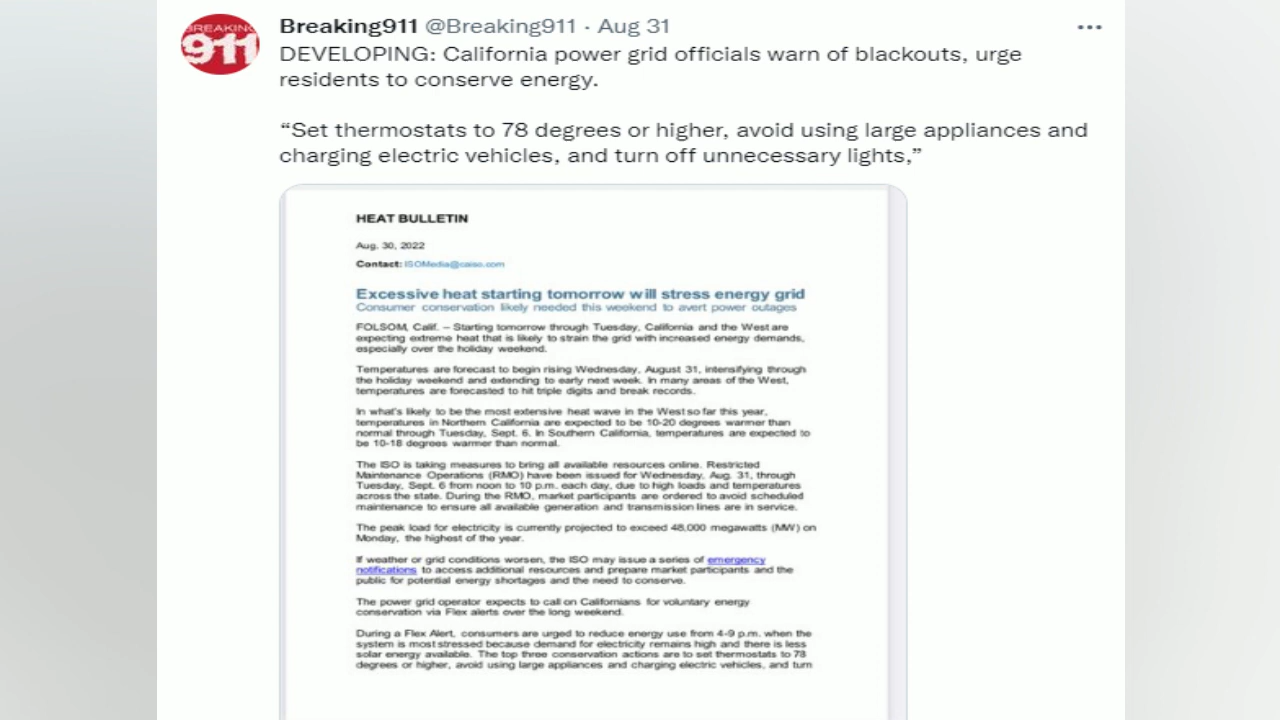 BREAKING
911
Breaking911 @Breaking911 · Aug 31
DEVELOPING: California power grid officials warn of blackouts, urge
residents to conserve energy.
“Set thermostats to 78 degrees or higher, avoid using large appliances and
charging electric vehicles, and turn off unnecessary lights,”
HEAT BULLETIN
Aug. 30, 2022
Contact: ISOMedia@caiso.com
Excessive heat starting tomorrow will stress energy grid
Consumer conservation likely needed this weekend to avert power outages
FOLSOM, Calif. – Starting tomorrow through Tuesday, California and the West are
expecting extreme heat that is likely to strain the grid with increased energy demands,
especially over the holiday weekend.
Temperatures are forecast to begin rising Wednesday, August 31, intensifying through
the holiday weekend and extending to early next week. In many areas of the West,
temperatures are forecasted to hit triple digits and break records.
In what's likely to be the most extensive heat wave in the West so far this year,
temperatures in Northern California are expected to be 10-20 degrees warmer than
normal through Tuesday, Sept. 6. In Southern California, temperatures are expected to
be 10-18 degrees warmer than normal.
The ISO is taking measures to bring all available resources online. Restricted
Maintenance Operations (RMO) have been issued for Wednesday, Aug. 31, through
Tuesday, Sept. 6 from noon to 10 p.m. each day, due to high loads and temperatures
across the state. During the RMO, market participants are ordered to avoid scheduled
maintenance to ensure all available generation and transmission lines are in service.
The peak load for electricity is currently projected to exceed 48,000 megawatts (MW) on
Monday, the highest of the year.
If weather or grid conditions worsen, the ISO may issue a series of emergency
notifications to access additional resources and prepare market participants and the
public for potential energy shortages and the need to conserve.
The power grid operator expects to call on Californians for voluntary energy
conservation via Flex alerts over the long weekend.
During a Flex Alert, consumers are urged to reduce energy use from 4-9 p.m. when the
system is most stressed because demand for electricity remains high and there is less
solar energy available. The top three conservation actions are to set thermostats to 78
degrees or higher, avoid using large appliances and charging electric vehicles, and turn